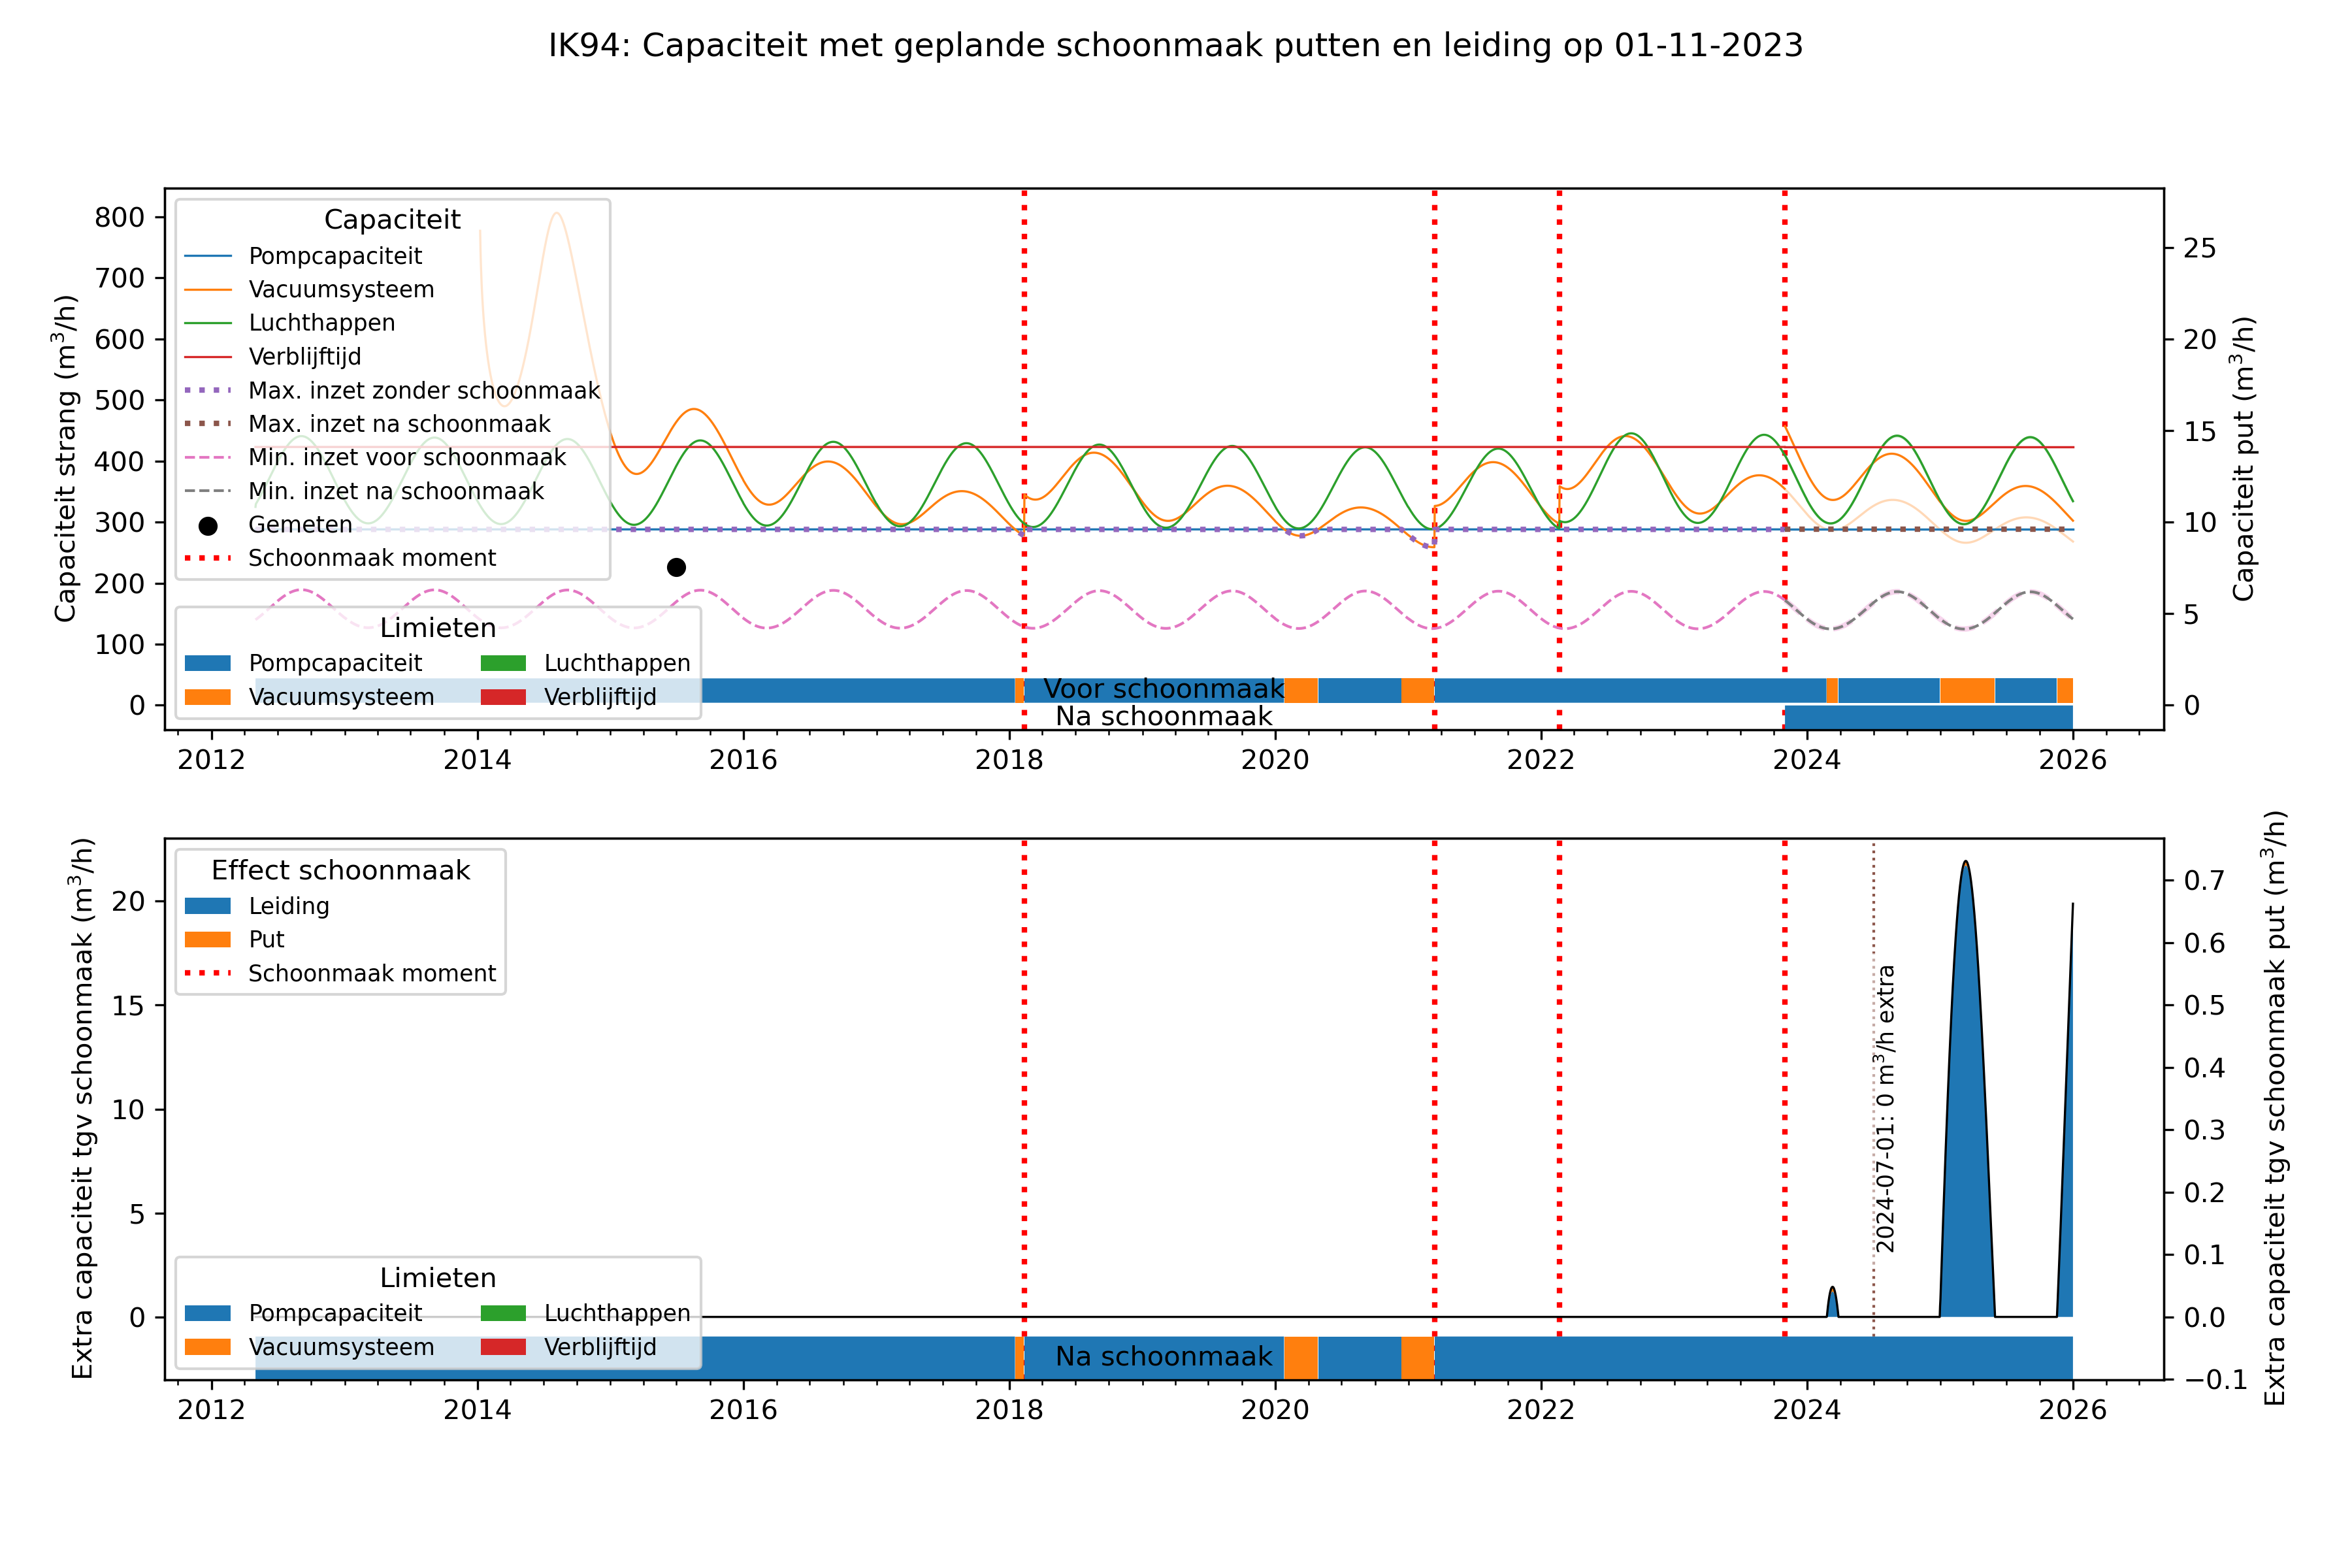 IK94: Capaciteit met geplande schoonmaak putten en leiding op 01-11-2023
Capaciteit strang (m³/h)
800
700
600
500
400
300
200
100
0
Capaciteit
Pompcapaciteit
Vacuumsysteem
Luchthappen
Verblijftijd
Max. inzet zonder schoonmaak
Max. inzet na schoonmaak
Min. inzet voor schoonmaak
Min. inzet na schoonmaak
Gemeten
Schoonmaak moment
Limieten
Pompcapaciteit
Luchthappen
Vacuumsysteem
Verblijftijd
Voor schoonmaak
Na schoonmaak
25
20
15
10
5
0
Capaciteit put (m³/h)
2012 2014 2016 2018 2020 2022 2024 2026
Extra capaciteit tgv schoonmaak (m³/h)
20
15
10
5
0
Effect schoonmaak
Leiding
Put
Schoonmaak moment
2024-07-01: 0 m³/h extra
Limieten
Pompcapaciteit
Luchthappen
Vacuumsysteem
Verblijftijd
Na schoonmaak
0.7
0.6
0.5
0.4
0.3
0.2
0.1
0.0
−0.1
Extra capaciteit tgv schoonmaak put (m³/h)
2012 2014 2016 2018 2020 2022 2024 2026